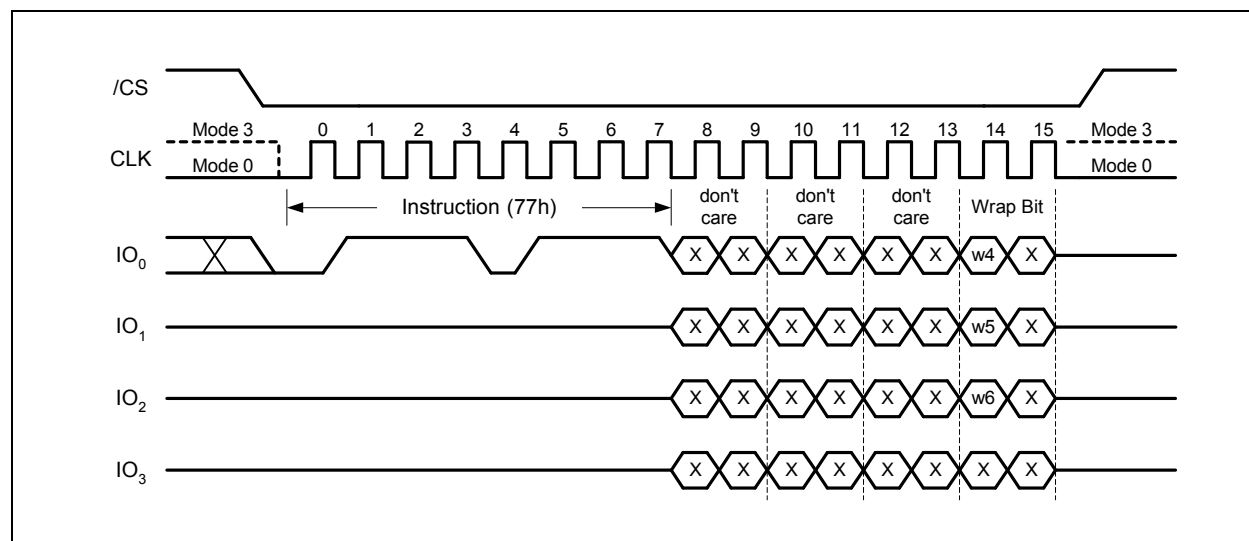 /CS
Mode 3 0 1 2 3 4 5 6 7 8 9 10 11 12 13 14 15 Mode 3
CLK
Mode 0 Mode 0
Instruction (77h) don't care don't care don't care Wrap Bit
IO0 X X X X X X w4 X
IO1 X X X X X X w5 X
IO2 X X X X X X w6 X
IO3 X X X X X X X X